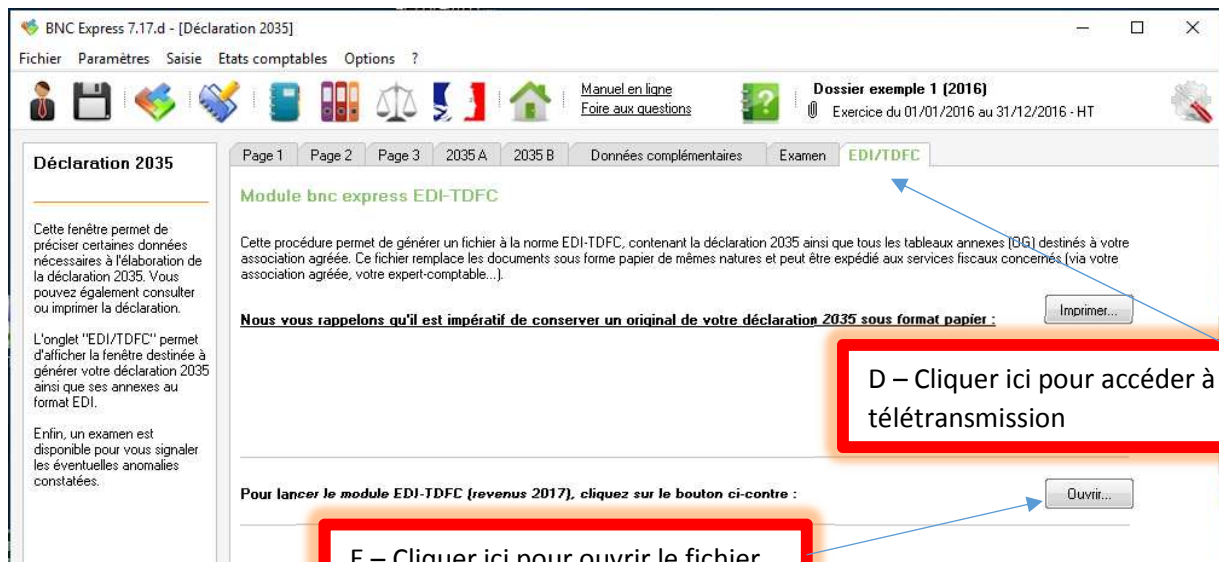 BNC Express 7.17.d - [Déclaration 2035]
Fichier Paramètres Saisie Etats comptables Options ?
Manuel en ligne
Foire aux questions
Dossier exemple 1 (2016)
Exercice du 01/01/2016 au 31/12/2016 - HT
Déclaration 2035
Cette fenêtre permet de
préciser certaines données
nécessaires à l'élaboration de
la déclaration 2035. Vous
pouvez également consulter
ou imprimer la déclaration.
L'onglet "EDI/TDFC" permet
d'afficher la fenêtre destinée à
générer votre déclaration 2035
ainsi que ses annexes au
format EDI.
Enfin, un examen est
disponible pour vous signaler
les éventuelles anomalies
constatées.
Page 1 Page 2 Page 3 2035 A 2035 B Données complémentaires Examen EDI/TDFC
Module bnc express EDI-TDFC
Cette procédure permet de générer un fichier à la norme EDI-TDFC, contenant la déclaration 2035 ainsi que tous les tableaux annexes (OG) destinés à votre
association agréée. Ce fichier remplace les documents sous forme papier de mêmes natures et peut être expédié aux services fiscaux concernés (via votre
association agréée, votre expert-comptable...).
Nous vous rappelons qu'il est impératif de conserver un original de votre déclaration 2035 sous format papier :
Imprimer...
D – Cliquer ici pour accéder à
télétransmission
Pour lancer le module EDI-TDFC (revenus 2017), cliquez sur le bouton ci-contre :
Ouvrir...
Cliquer ici pour ouvrir le fichier